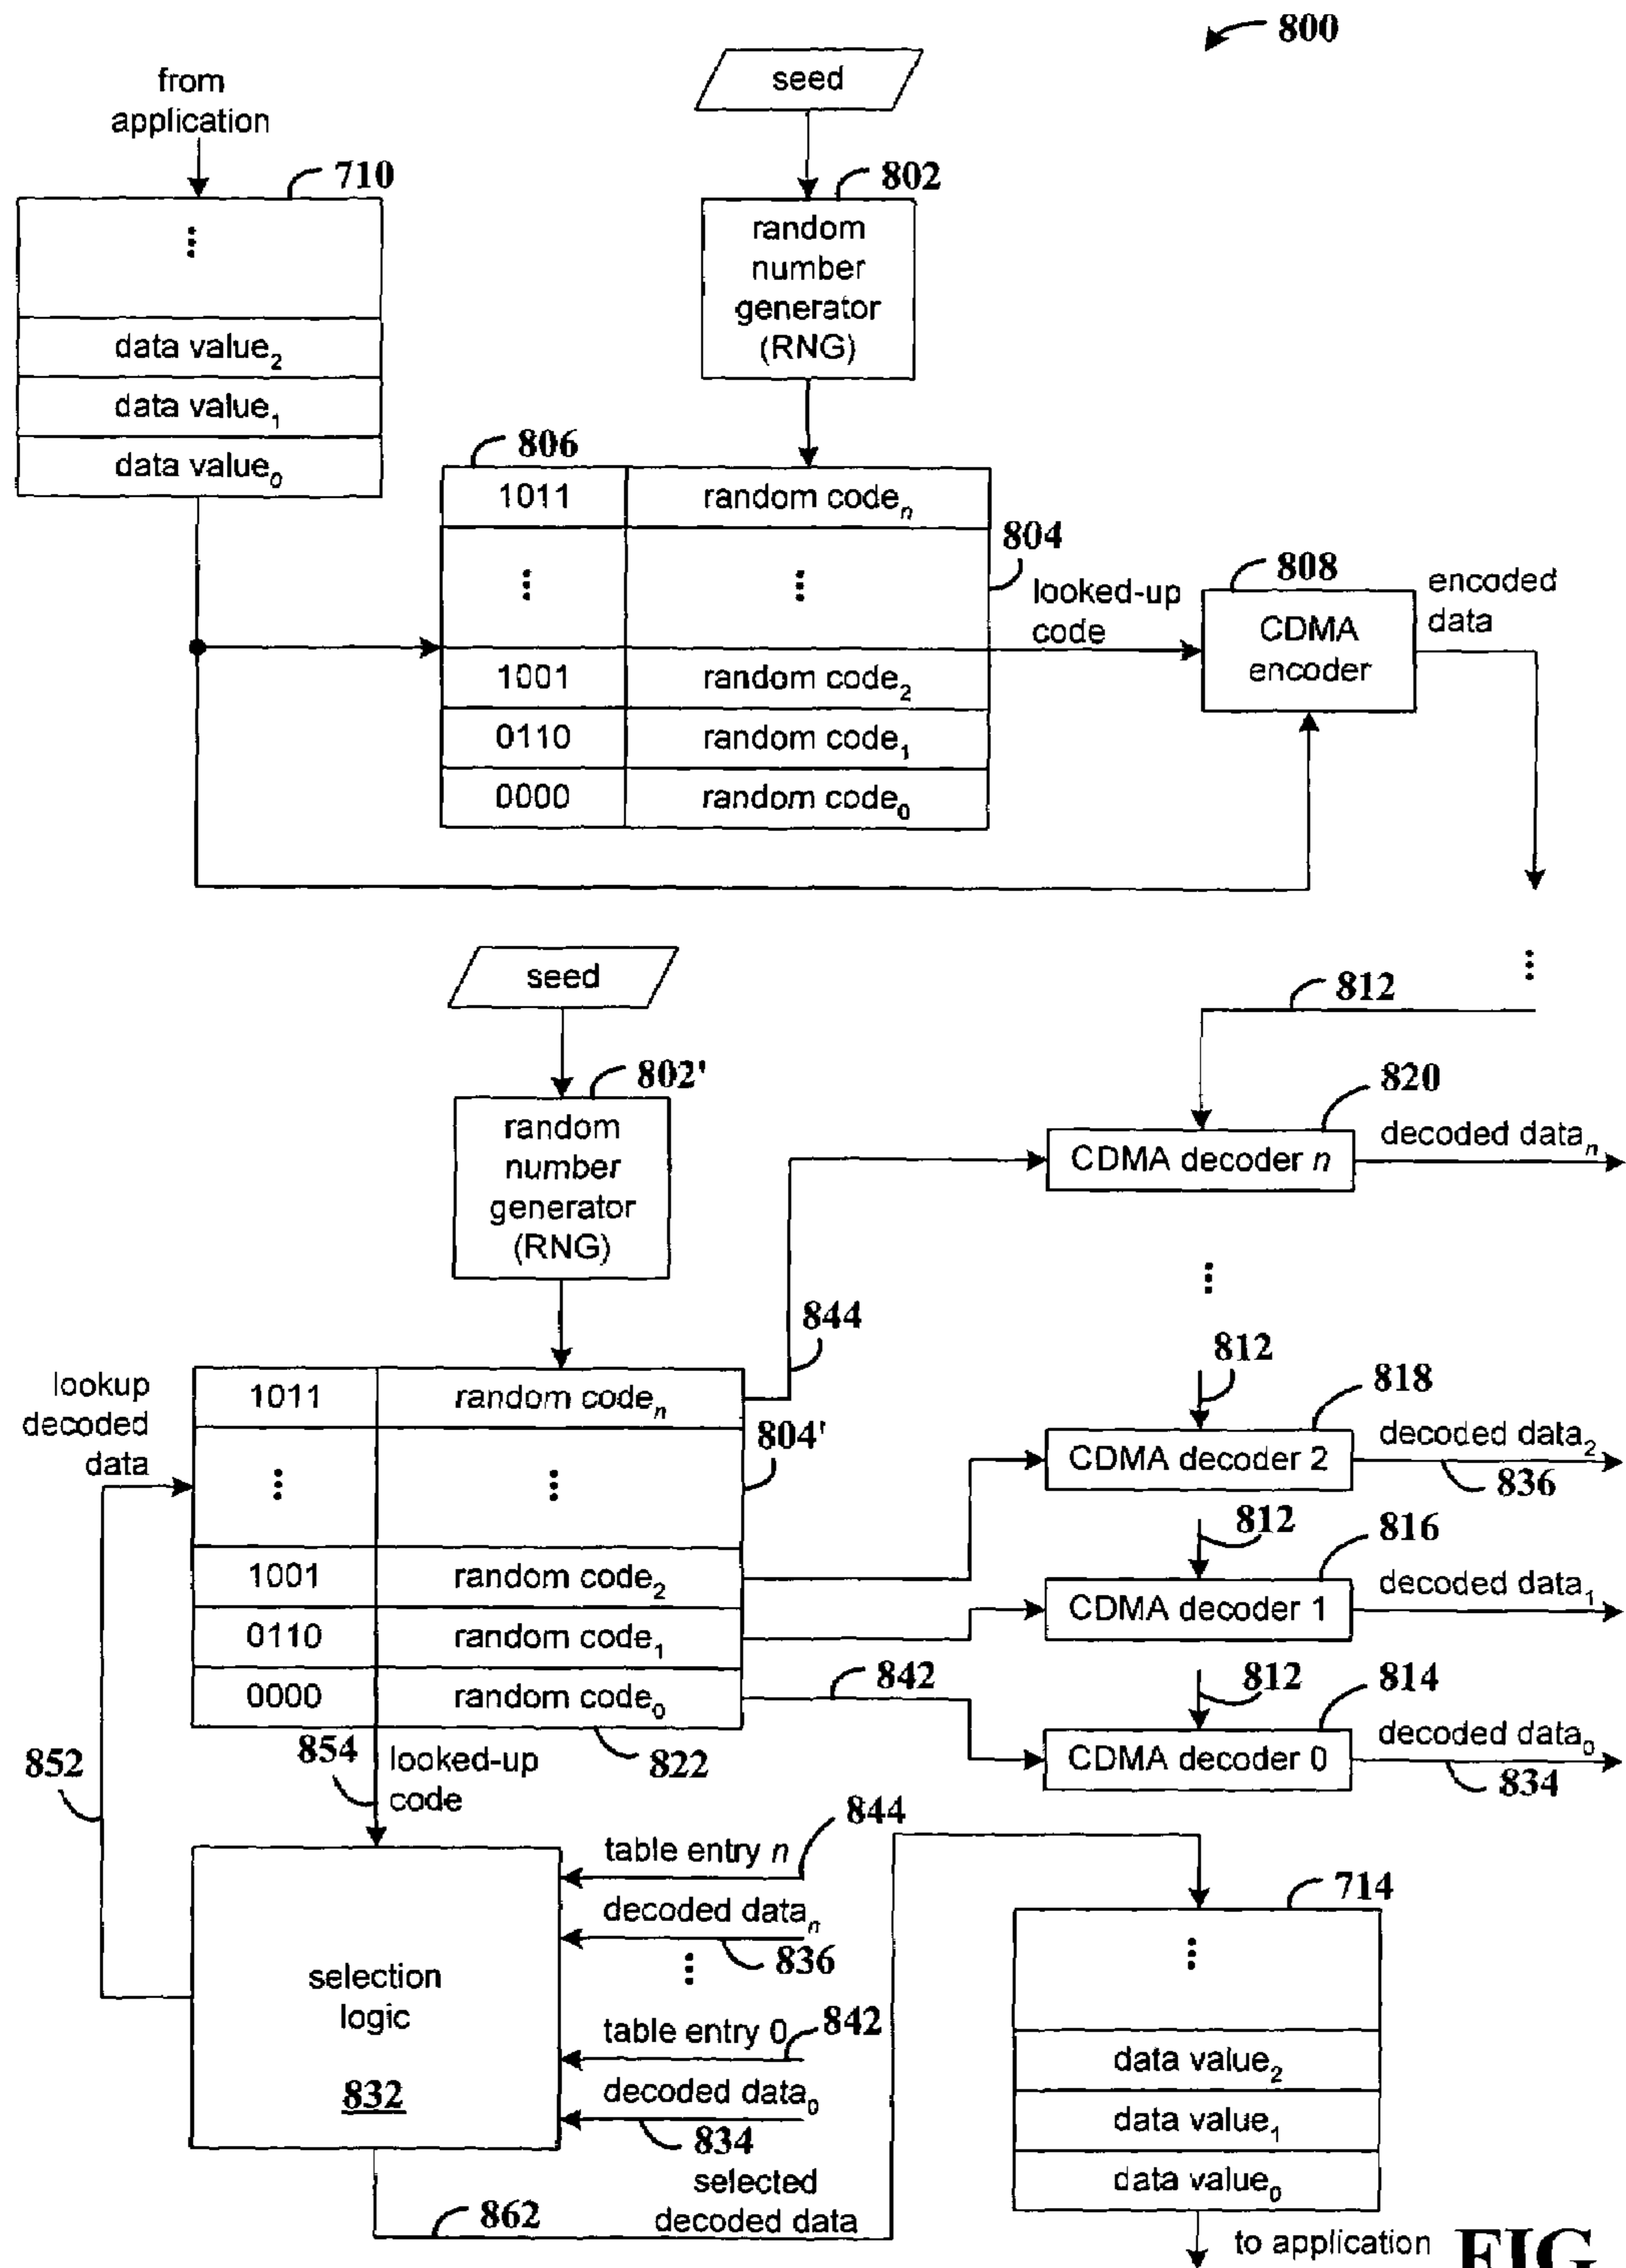 800
seed
from
application
710
802
random
number
generator
(RNG)
⋮
data value₂
data value₁
data value₀
806
1011 random codeₙ
⋮ ⋮
804
1001 random code₂
0110 random code₁
0000 random code₀
looked-up
code
808
CDMA
encoder
encoded
data
seed
802'
random
number
generator
(RNG)
⋮
812
820
CDMA decoder n
decoded dataₙ
⋮
844
lookup
decoded
data
1011 random codeₙ
804'
⋮ ⋮
1001 random code₂
0110 random code₁
0000 random code₀
822
812
818
CDMA decoder 2
decoded data₂
836
812
816
CDMA decoder 1
decoded data₁
842
812
814
CDMA decoder 0
decoded data₀
834
852
854
looked-up
code
844
table entry n
decoded dataₙ
836
⋮
selection
logic
832
table entry 0
842
decoded data₀
834
selected
decoded data
862
714
⋮
data value₂
data value₁
data value₀
to application
FIG